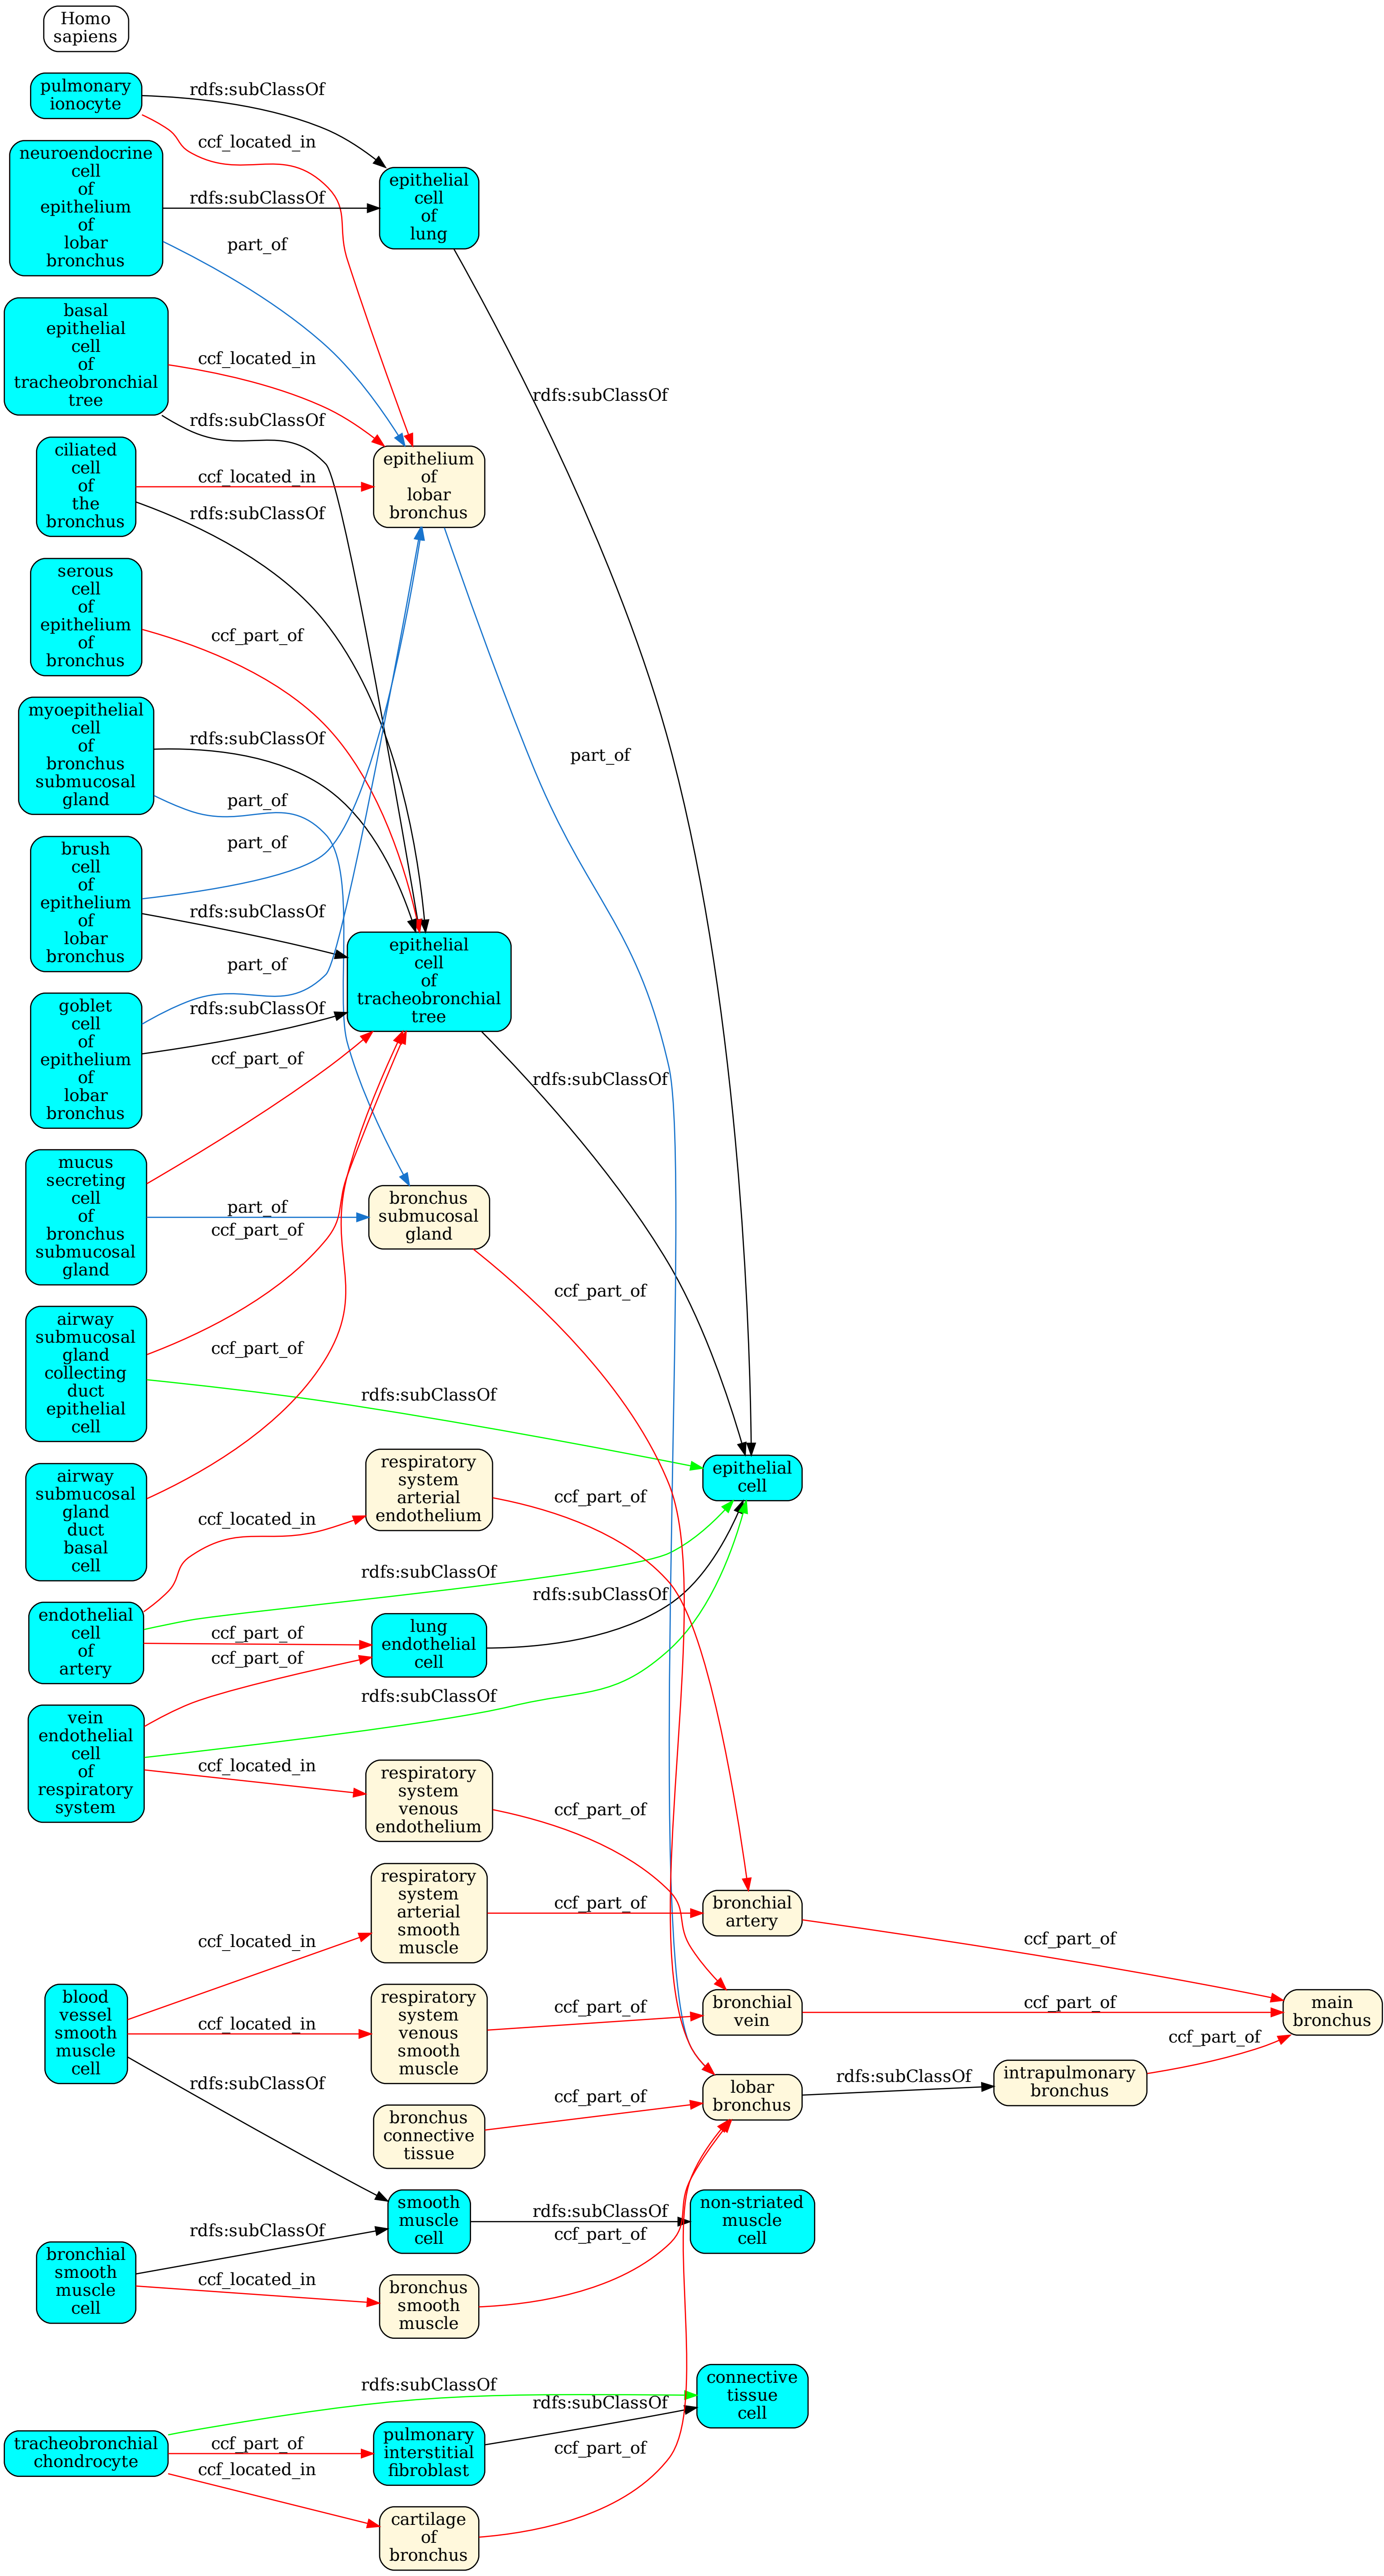 Homo
sapiens
pulmonary
ionocyte
rdfs:subClassOf
ccf_located_in
neuroendocrine
cell
of
epithelium
of
lobar
bronchus
rdfs:subClassOf
part_of
epithelial
cell
of
lung
basal
epithelial
cell
of
tracheobronchial
tree
ccf_located_in
rdfs:subClassOf
rdfs:subClassOf
ciliated
cell
of
the
bronchus
ccf_located_in
rdfs:subClassOf
epithelium
of
lobar
bronchus
serous
cell
of
epithelium
of
bronchus
ccf_part_of
myoepithelial
cell
of
bronchus
submucosal
gland
rdfs:subClassOf
part_of
part_of
brush
cell
of
epithelium
of
lobar
bronchus
part_of
rdfs:subClassOf
goblet
cell
of
epithelium
of
lobar
bronchus
part_of
rdfs:subClassOf
epithelial
cell
of
tracheobronchial
tree
ccf_part_of
rdfs:subClassOf
mucus
secreting
cell
of
bronchus
submucosal
gland
part_of
ccf_part_of
bronchus
submucosal
gland
ccf_part_of
airway
submucosal
gland
collecting
duct
epithelial
cell
ccf_part_of
rdfs:subClassOf
airway
submucosal
gland
duct
basal
cell
respiratory
system
arterial
endothelium
ccf_part_of
epithelial
cell
ccf_located_in
rdfs:subClassOf
rdfs:subClassOf
endothelial
cell
of
artery
ccf_part_of
ccf_part_of
lung
endothelial
cell
vein
endothelial
cell
of
respiratory
system
rdfs:subClassOf
ccf_located_in
respiratory
system
venous
endothelium
ccf_part_of
respiratory
system
arterial
smooth
muscle
ccf_part_of
bronchial
artery
ccf_part_of
blood
vessel
smooth
muscle
cell
ccf_located_in
ccf_located_in
rdfs:subClassOf
respiratory
system
venous
smooth
muscle
ccf_part_of
bronchial
vein
ccf_part_of
main
bronchus
ccf_part_of
bronchus
connective
tissue
ccf_part_of
lobar
bronchus
rdfs:subClassOf
intrapulmonary
bronchus
smooth
muscle
cell
rdfs:subClassOf
non-striated
muscle
cell
bronchial
smooth
muscle
cell
rdfs:subClassOf
ccf_located_in
bronchus
smooth
muscle
ccf_part_of
rdfs:subClassOf
connective
tissue
cell
tracheobronchial
chondrocyte
ccf_part_of
ccf_located_in
pulmonary
interstitial
fibroblast
rdfs:subClassOf
ccf_part_of
cartilage
of
bronchus